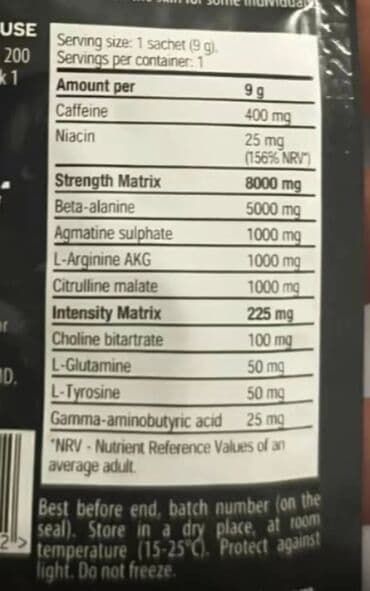 USE
200
k 1
Serving size: 1 sachet (9 g).
Servings per container: 1
Amount per 9 g
Caffeine 400 mg
Niacin 25 mg
(156% NRV*)
Strength Matrix 8000 mg
Beta-alanine 5000 mg
Agmatine sulphate 1000 mg
L-Arginine AKG 1000 mg
Citrulline malate 1000 mg
Intensity Matrix 225 mg
Choline bitartrate 100 mg
L-Glutamine 50 mg
L-Tyrosine 50 mg
Gamma-aminobutyric acid 25 mg
*NRV - Nutrient Reference Values of an
average adult.
Best before end, batch number (on the
seal). Store in a dry place, at room
temperature (15-25°C). Protect against
light. Do not freeze.